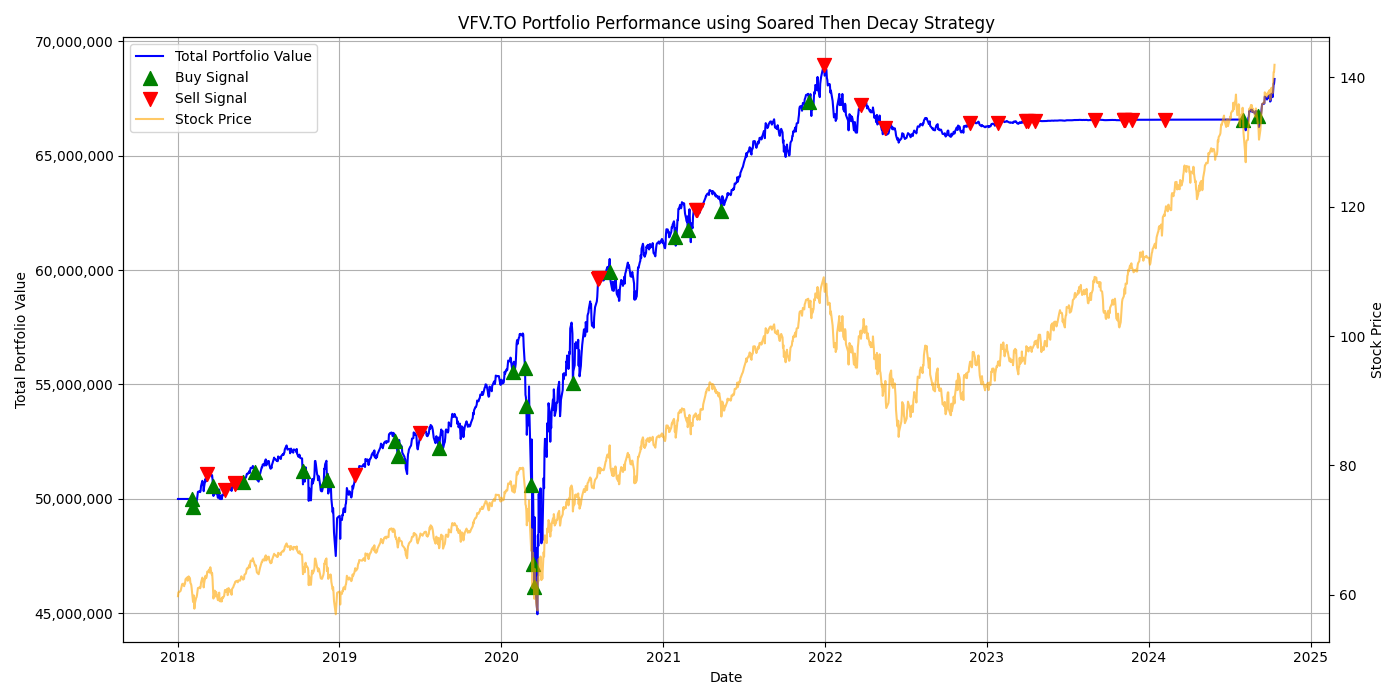 VFV.TO Portfolio Performance using Soared Then Decay Strategy
Total Portfolio Value
Buy Signal
Sell Signal
Stock Price
70,000,000
65,000,000
60,000,000
55,000,000
50,000,000
45,000,000
Total Portfolio Value
140
120
100
80
60
Stock Price
2018
2019
2020
2021
2022
2023
2024
2025
Date